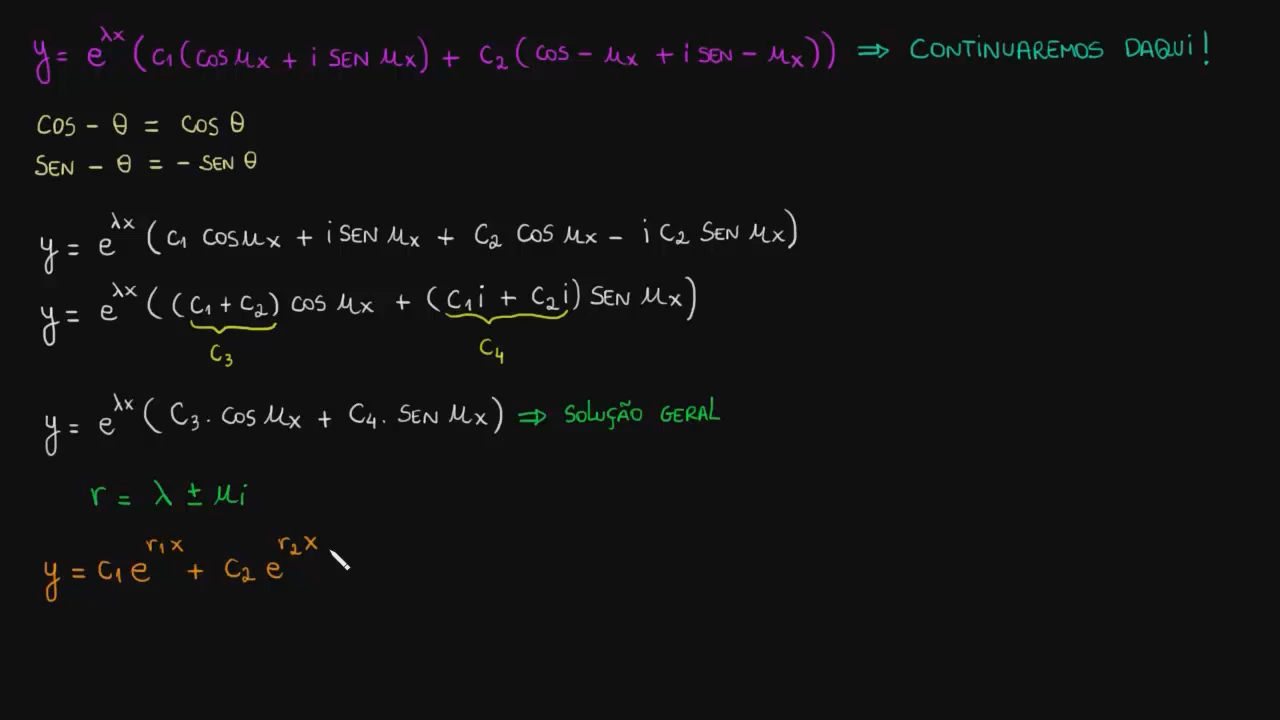 y = e^λx (c₁(cos μx + i sen μx) + c₂(cos - μx + i sen - μx)) ⇒ CONTINUAREMOS DAQUI!
cos - θ = cos θ
sen - θ = - sen θ
y = e^λx (c₁ cos μx + i sen μx + c₂ cos μx - i c₂ sen μx)
y = e^λx ((c₁ + c₂) cos μx + (c₁i + c₂i) sen μx)
c₃ c₄
y = e^λx (c₃ . cos μx + c₄ . sen μx) ⇒ SOLUÇÃO GERAL
r = λ ± μi
y = c₁ e^r₁x + c₂ e^r₂x